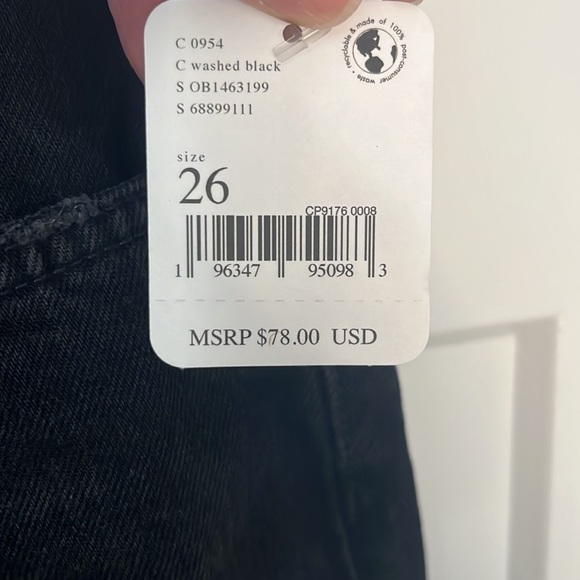 recyclable & made of 100% post-consumer waste •
C 0954
C washed black
S OB1463199
S 68899111
size
26
CP9176 0008
1 96347 95098 3
MSRP $78.00 USD